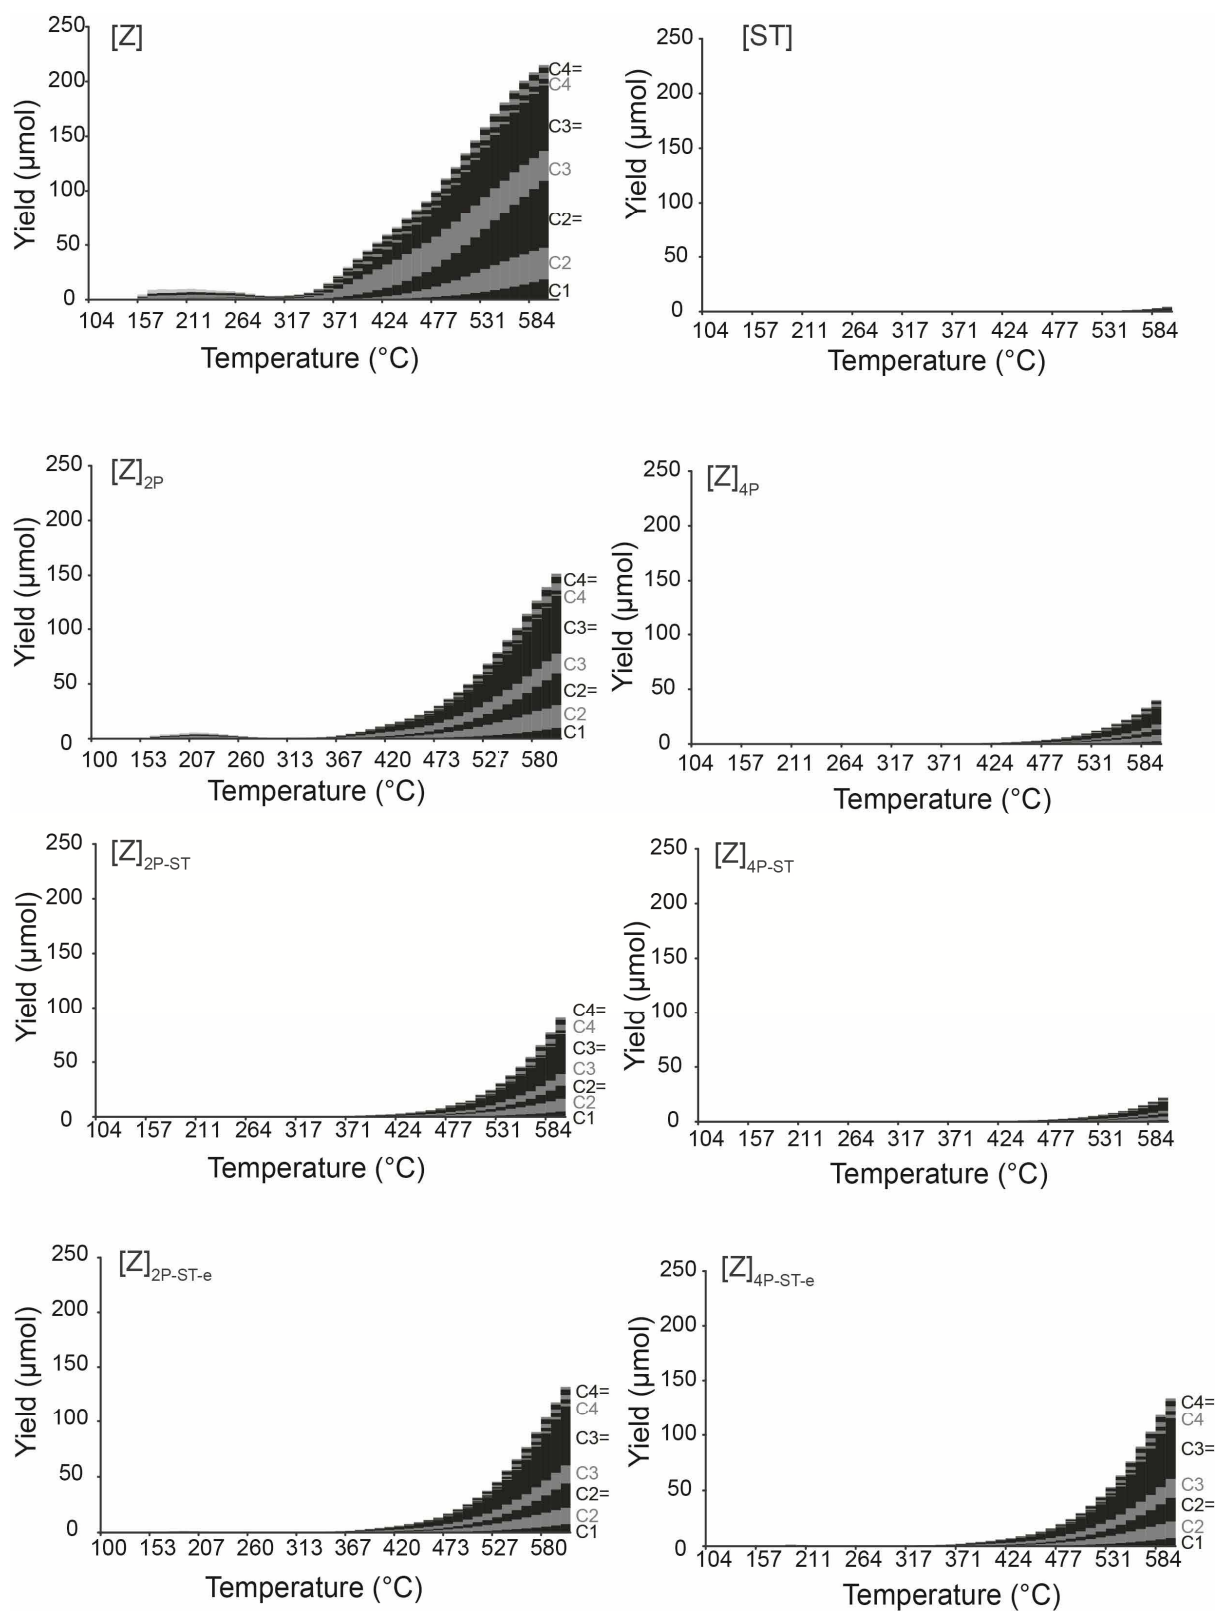 [Z]
250
200
150
100
50
0
Yield (µmol)
C4=
C4
C3=
C3
C2=
C2
C1
104 157 211 264 317 371 424 477 531 584
Temperature (°C)
[ST]
250
200
150
100
50
0
Yield (µmol)
104 157 211 264 317 371 424 477 531 584
Temperature (°C)
[Z]2P
250
200
150
100
50
0
Yield (µmol)
C4=
C4
C3=
C3
C2=
C2
C1
100 153 207 260 313 367 420 473 527 580
Temperature (°C)
[Z]4P
250
200
150
100
50
0
Yield (µmol)
104 157 211 264 317 371 424 477 531 584
Temperature (°C)
[Z]2P-ST
250
200
150
100
50
0
Yield (µmol)
C4=
C4
C3=
C3
C2=
C2
C1
104 157 211 264 317 371 424 477 531 584
Temperature (°C)
[Z]4P-ST
250
200
150
100
50
0
Yield (µmol)
104 157 211 264 317 371 424 477 531 584
Temperature (°C)
[Z]2P-ST-e
250
200
150
100
50
0
Yield (µmol)
C4=
C4
C3=
C3
C2=
C2
C1
100 153 207 260 313 367 420 473 527 580
Temperature (°C)
[Z]4P-ST-e
250
200
150
100
50
0
Yield (µmol)
C4=
C4
C3=
C3
C2=
C2
C1
104 157 211 264 317 371 424 477 531 584
Temperature (°C)